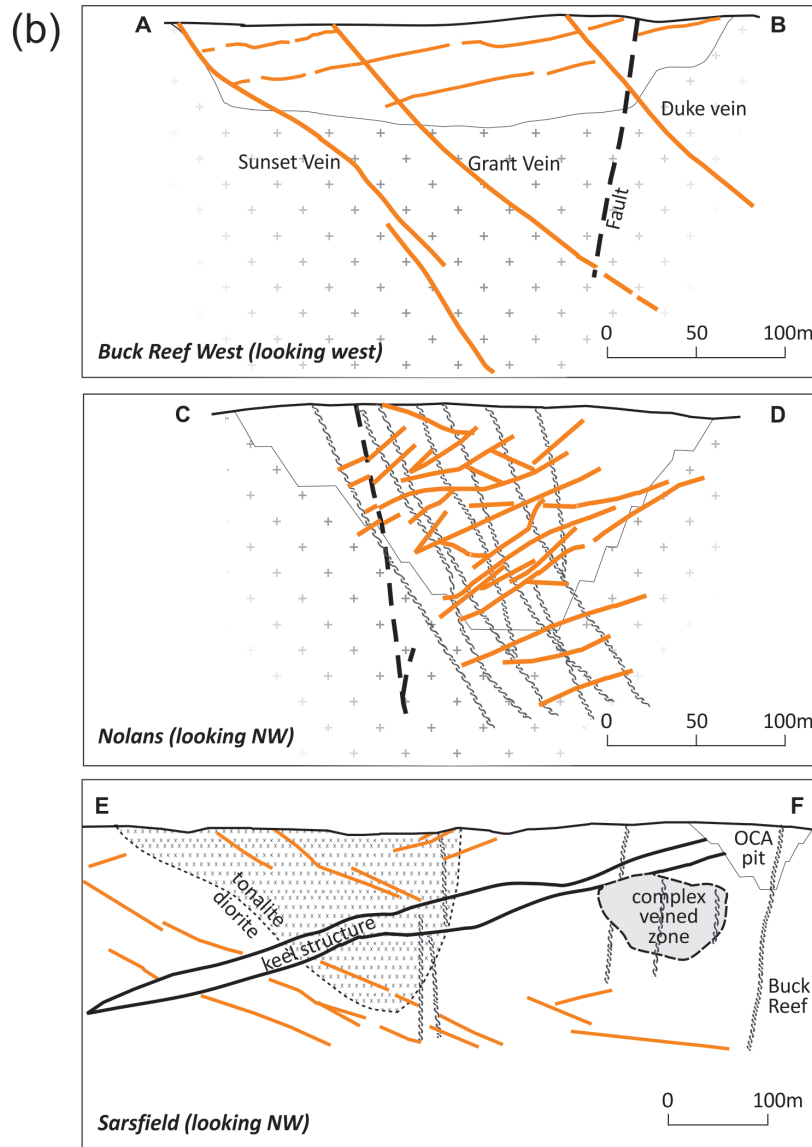 (b)
A
B
Sunset Vein
Grant Vein
Duke vein
Fault
0 50 100m
Buck Reef West (looking west)
C
D
0 50 100m
Nolans (looking NW)
E
F
tonalite
diorite
keel structure
OCA
pit
complex
veined
zone
Buck
Reef
0 100m
Sarsfield (looking NW)